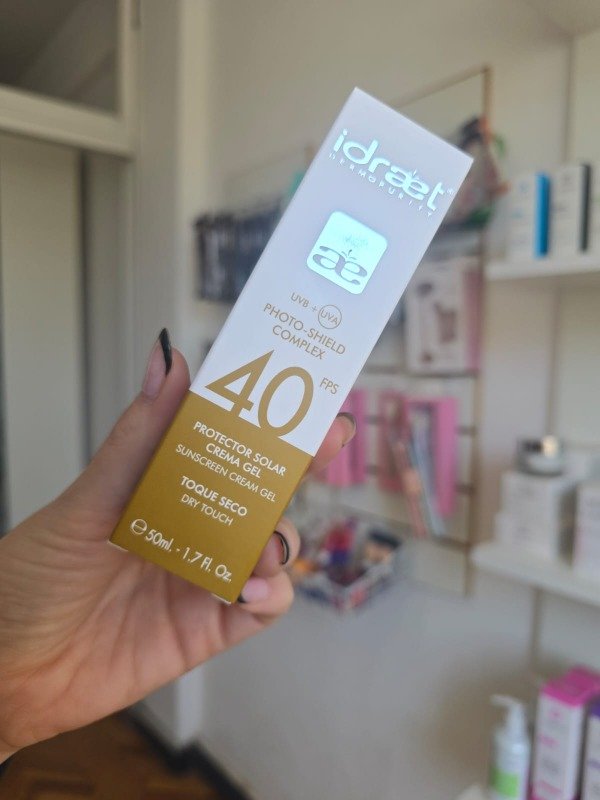 idraet®
DERMOPURITY
æ
UVB + UVA
PHOTO-SHIELD
COMPLEX
40 FPS
PROTECTOR SOLAR
CREMA GEL
SUNSCREEN CREAM GEL
TOQUE SECO
DRY TOUCH
℮ 50ml. - 1.7 fl. Oz.